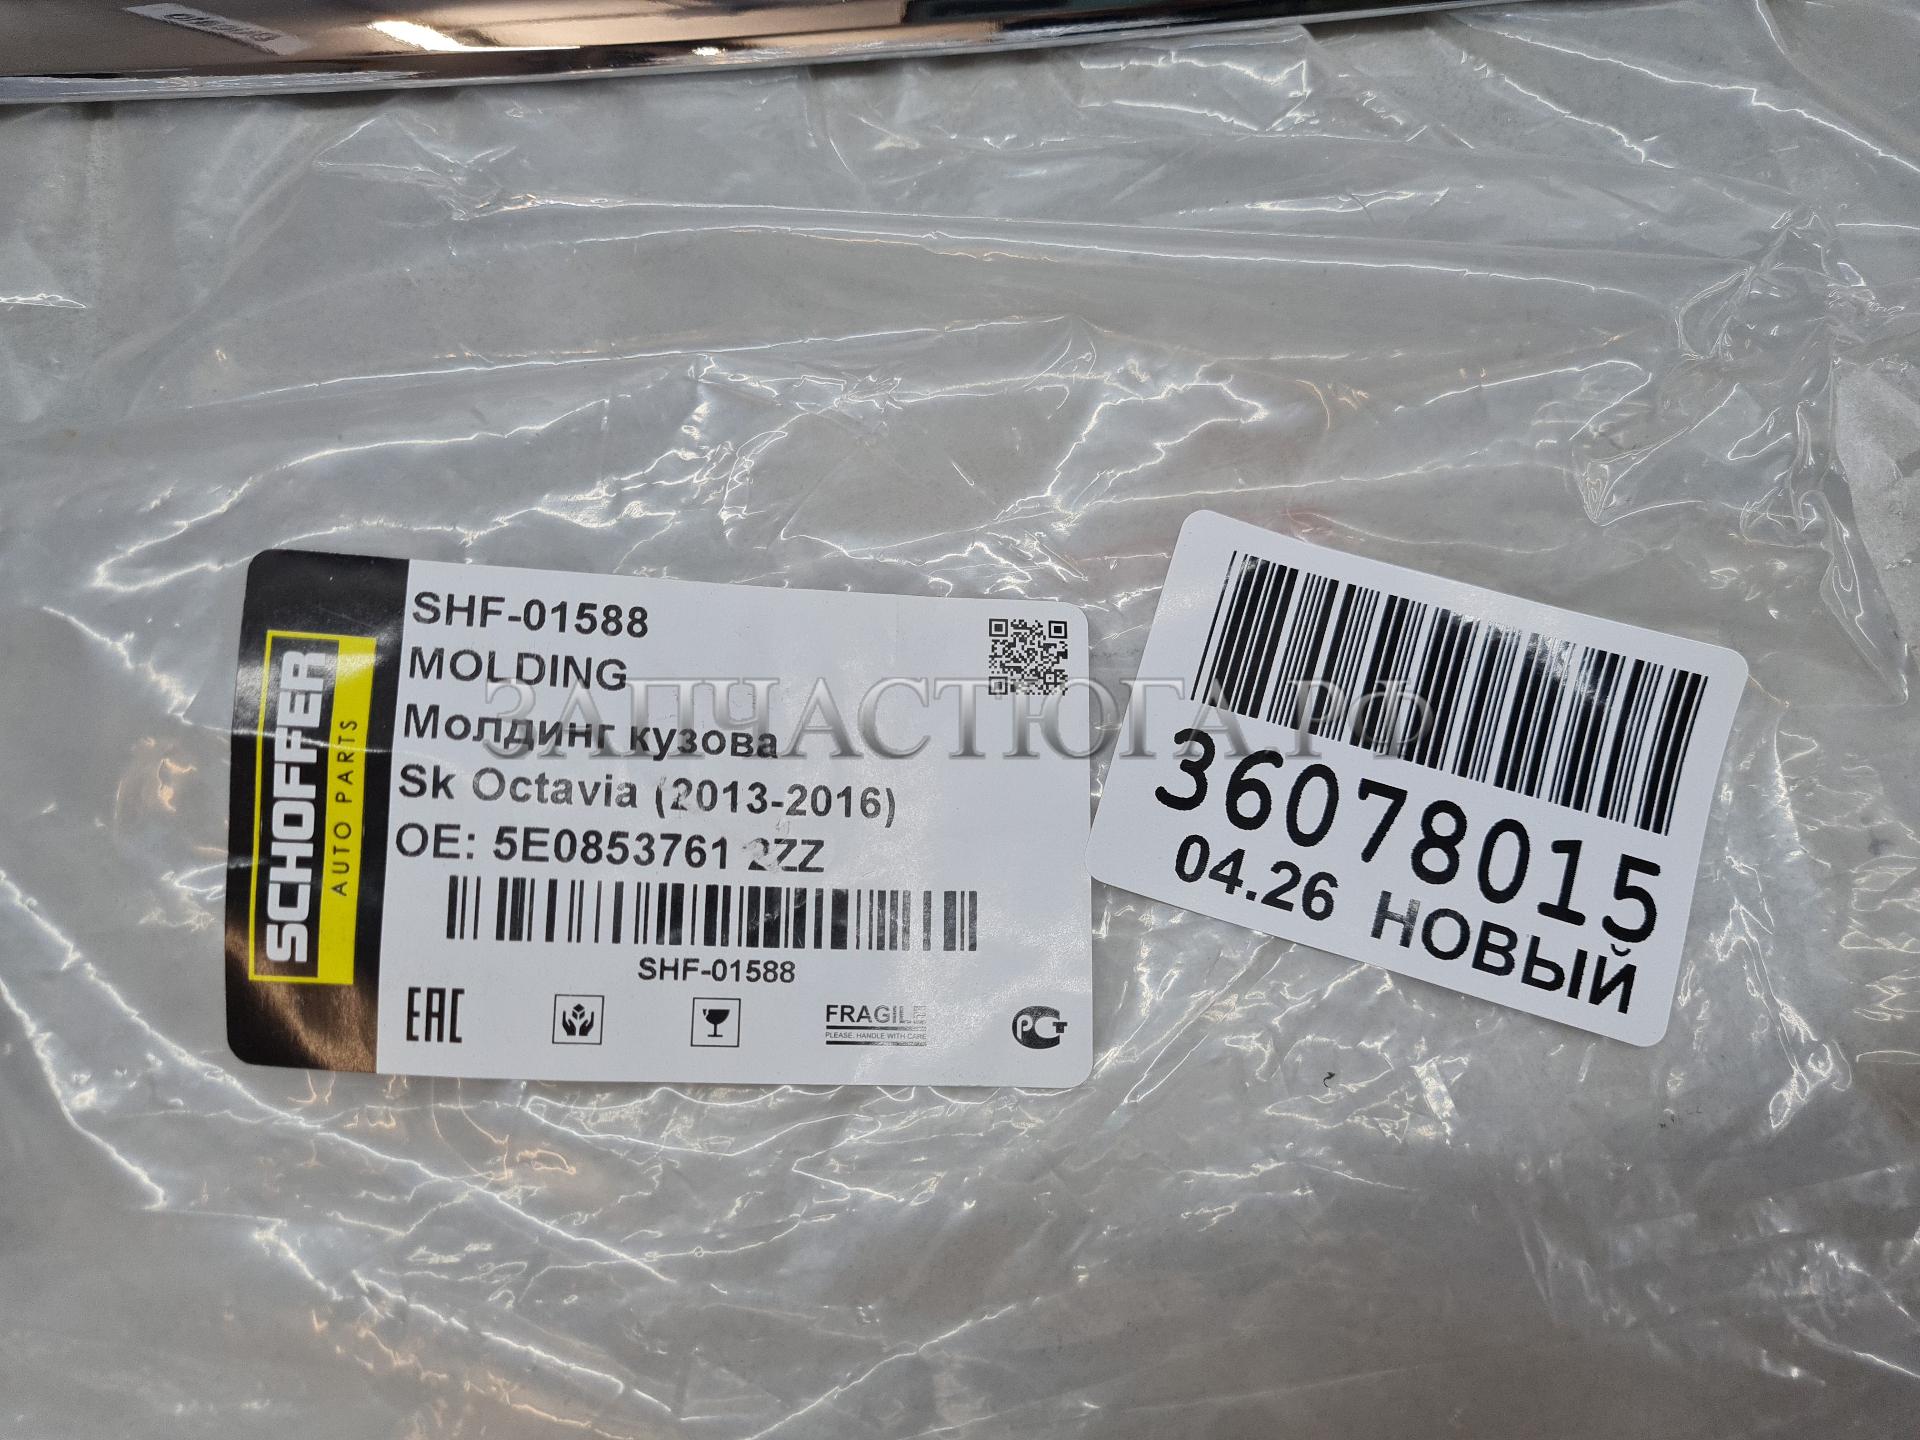 SCHOFFER
AUTO PARTS
SHF-01588
MOLDING
Молдинг кузова
Sk Octavia (2013-2016)
OE: 5E0853761 2ZZ
SHF-01588
EAC
FRAGILE
PLEASE, HANDLE WITH CARE
РСТ
36078015
04.26 НОВЫЙ
ЗАПЧАСТЮГА.РФ